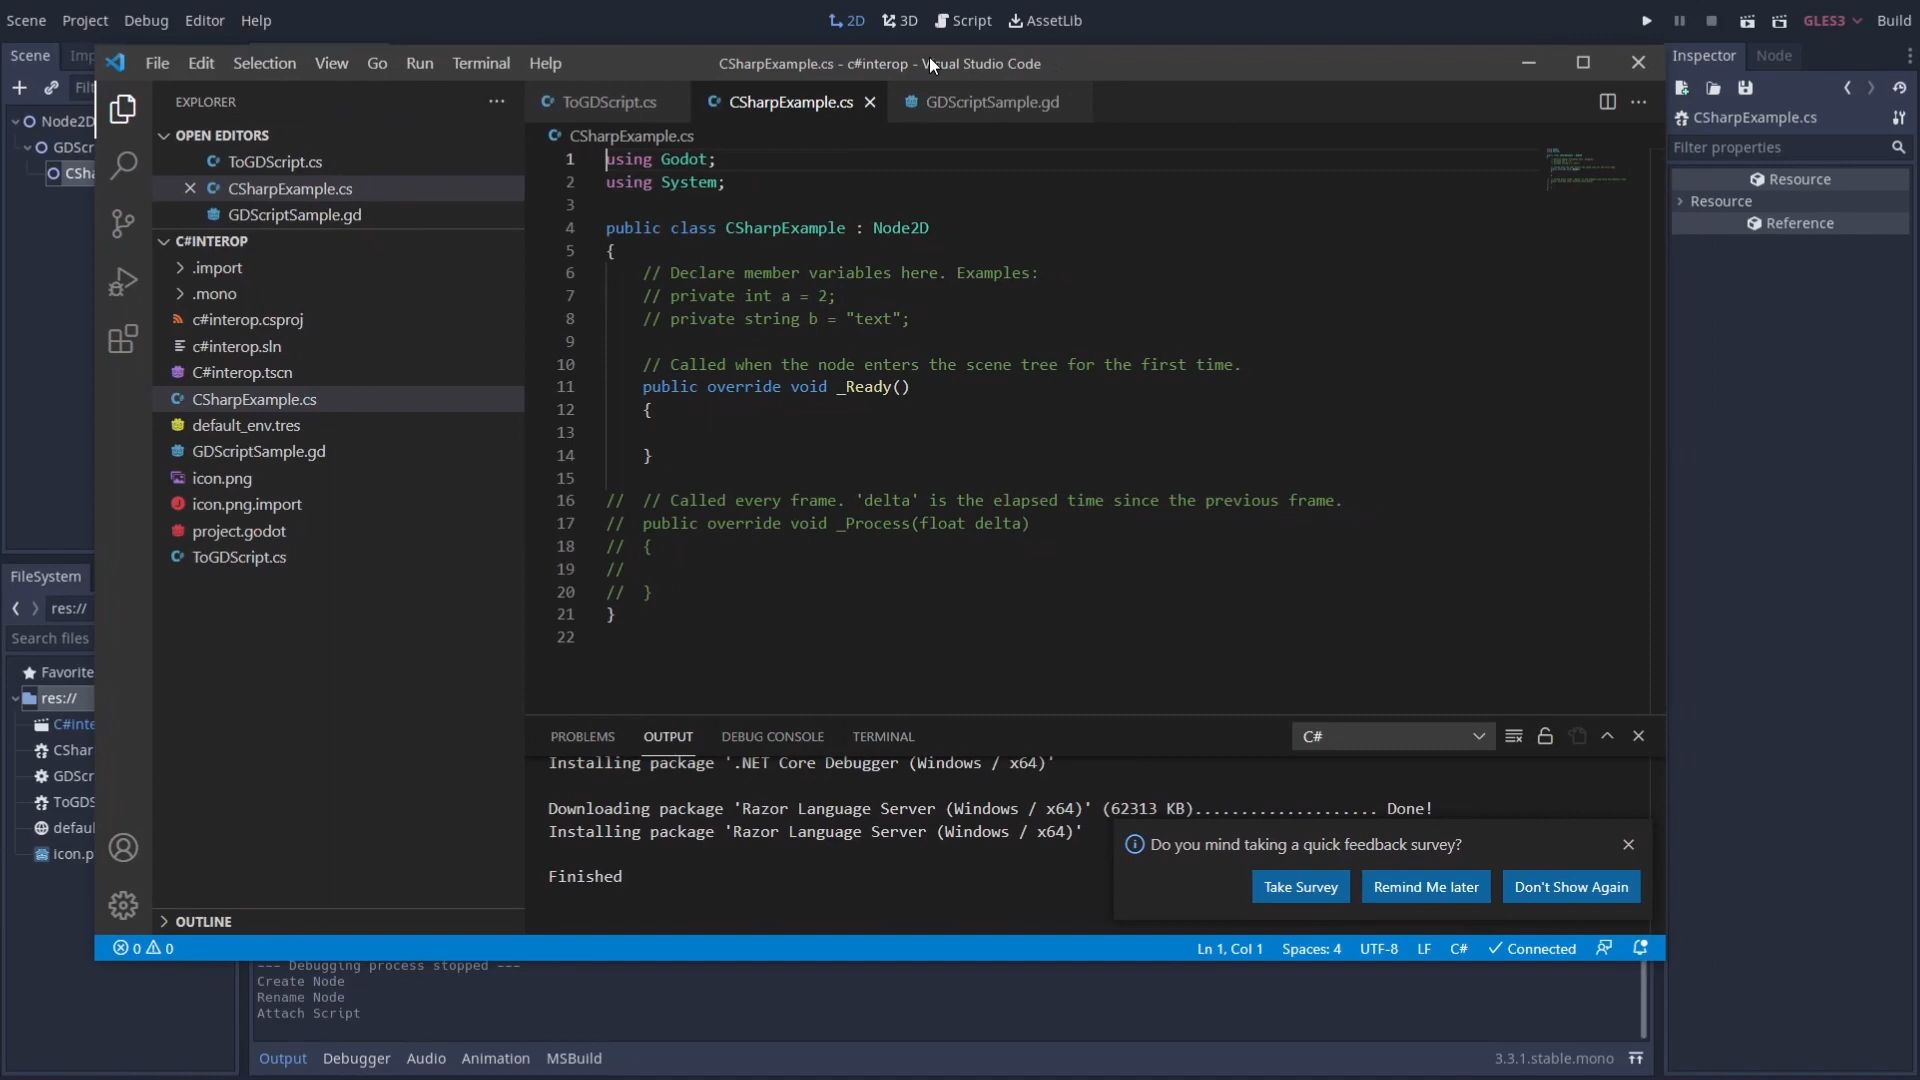 Scene Project Debug Editor Help
2D 3D Script AssetLib
GLES3 Build
Scene Imp
Filt
Node2D
GDScr
CSha
FileSystem
res://
Search files
Favorite
res://
C#inte
CShar
GDScr
ToGDS
defaul
icon.p
File Edit Selection View Go Run Terminal Help
CSharpExample.cs - c#interop - Visual Studio Code
EXPLORER
OPEN EDITORS
ToGDScript.cs
CSharpExample.cs
GDScriptSample.gd
C#INTEROP
.import
.mono
c#interop.csproj
c#interop.sln
C#interop.tscn
CSharpExample.cs
default_env.tres
GDScriptSample.gd
icon.png
icon.png.import
project.godot
ToGDScript.cs
OUTLINE
ToGDScript.cs CSharpExample.cs GDScriptSample.gd
CSharpExample.cs
1 using Godot;
2 using System;
3
4 public class CSharpExample : Node2D
5 {
6 // Declare member variables here. Examples:
7 // private int a = 2;
8 // private string b = "text";
9
10 // Called when the node enters the scene tree for the first time.
11 public override void _Ready()
12 {
13
14 }
15
16 // // Called every frame. 'delta' is the elapsed time since the previous frame.
17 // public override void _Process(float delta)
18 // {
19 //
20 // }
21 }
22
PROBLEMS OUTPUT DEBUG CONSOLE TERMINAL
C#
Installing package '.NET Core Debugger (Windows / x64)'
Downloading package 'Razor Language Server (Windows / x64)' (62313 KB).................... Done!
Installing package 'Razor Language Server (Windows / x64)'
Finished
Do you mind taking a quick feedback survey?
Take Survey Remind Me later Don't Show Again
0 0
Ln 1, Col 1 Spaces: 4 UTF-8 LF C# Connected
--- Debugging process stopped ---
Create Node
Rename Node
Attach Script
Output Debugger Audio Animation MSBuild
3.3.1.stable.mono
Inspector Node
CSharpExample.cs
Filter properties
Resource
Resource
Reference